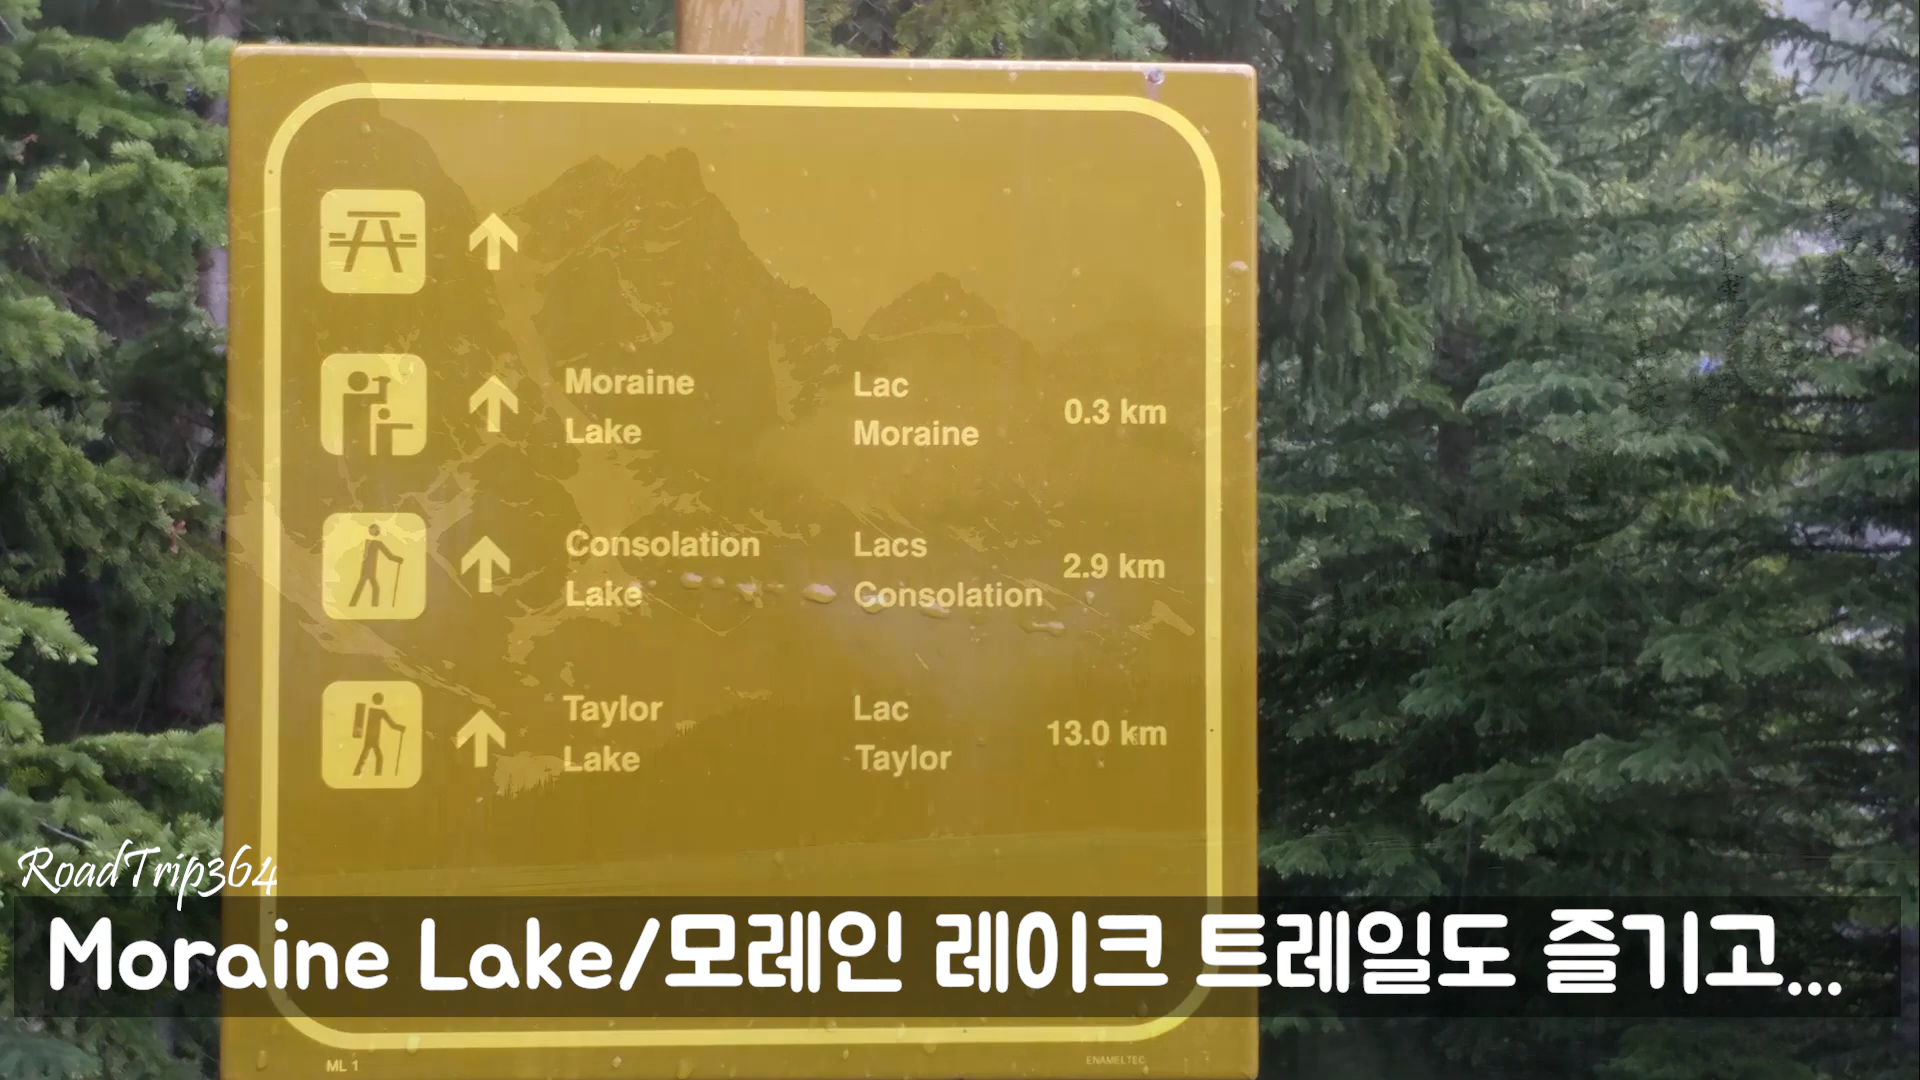 Moraine
Lake
Lac
Moraine
0.3 km
Consolation
Lake
Lacs
Consolation
2.9 km
Taylor
Lake
Lac
Taylor
13.0 km
RoadTrip364
Moraine Lake/모레인 레이크 트레일도 즐기고...
ML 1
ENAMELTEC